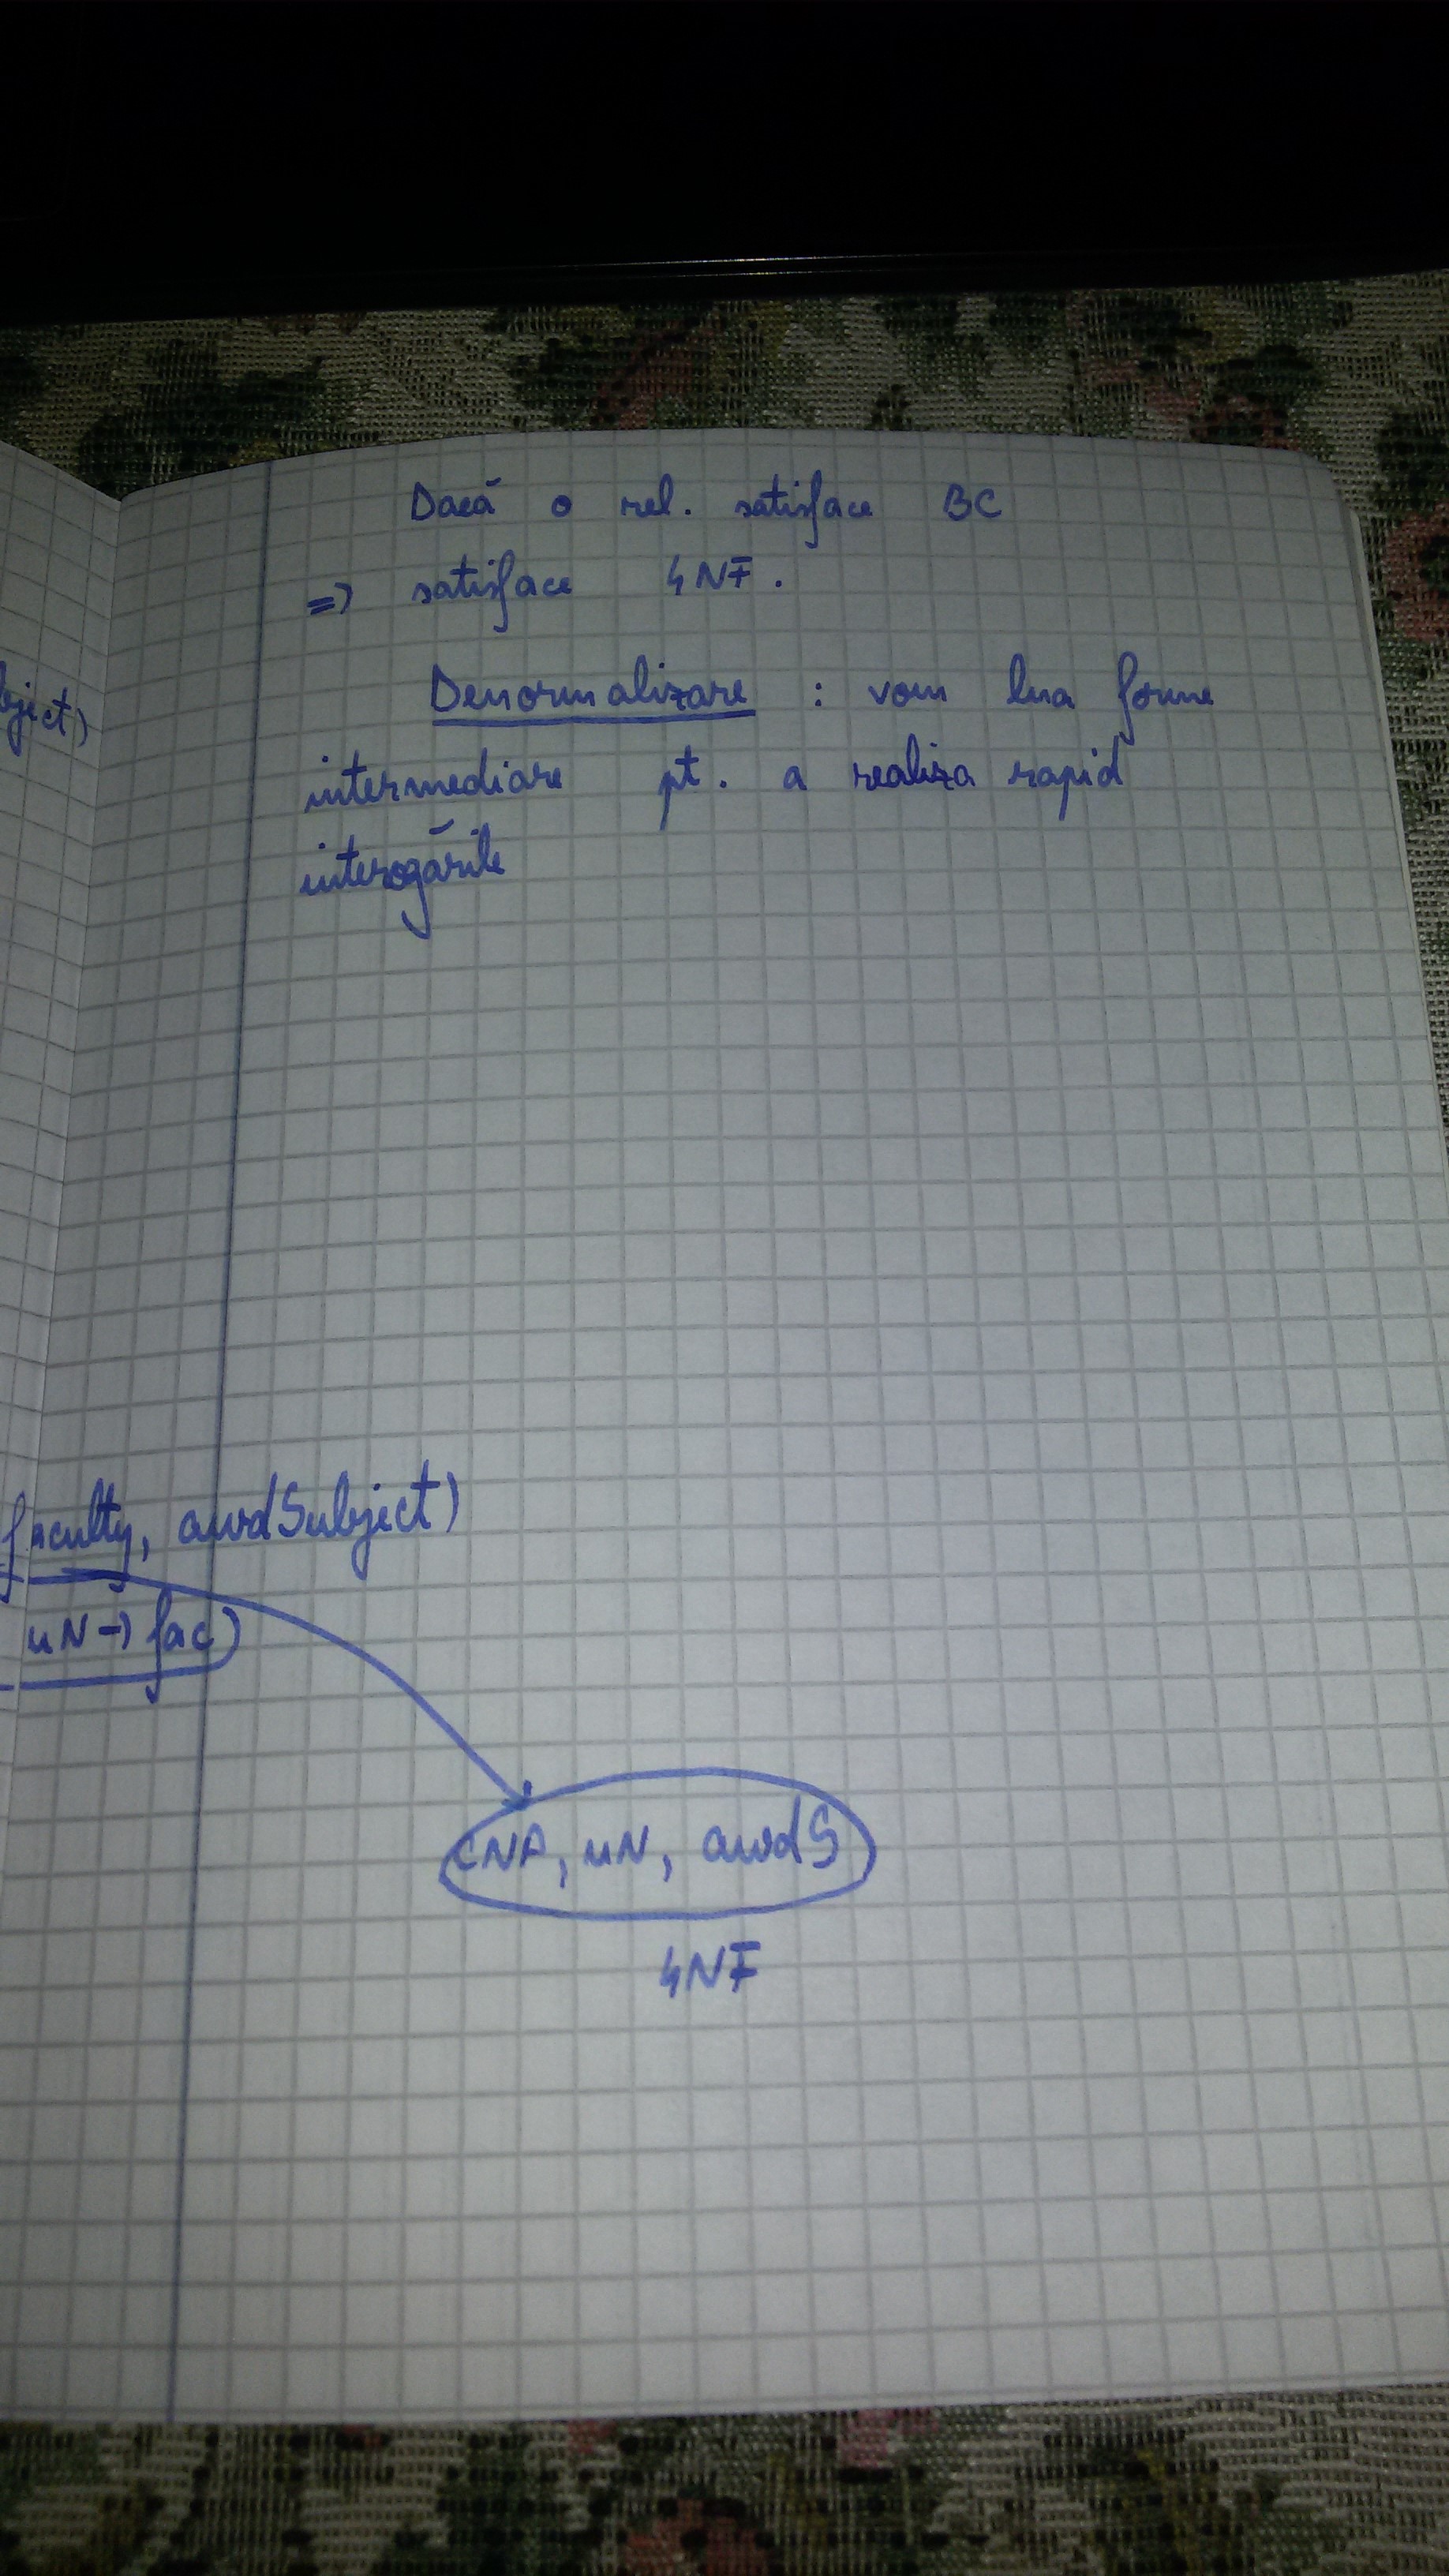 Dacă o rel. satisface BC
=> satisface 4NF.
Denormalizare : vom lua forme
bject)
intermediare pt. a realiza rapid
interogările
faculty, awdSubject)
uN -> fac)
CNP, uN, awdS
4NF